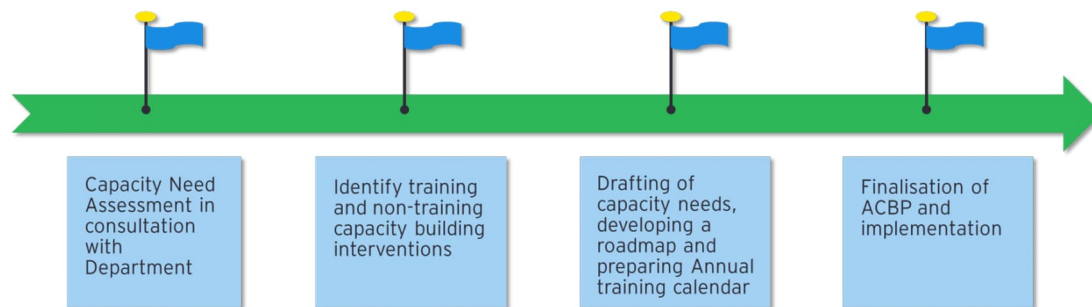 Capacity Need
Assessment in
consultation
with
Department
Identify training
and non-training
capacity building
interventions
Drafting of
capacity needs,
developing a
roadmap and
preparing Annual
training calendar
Finalisation of
ACBP and
implementation